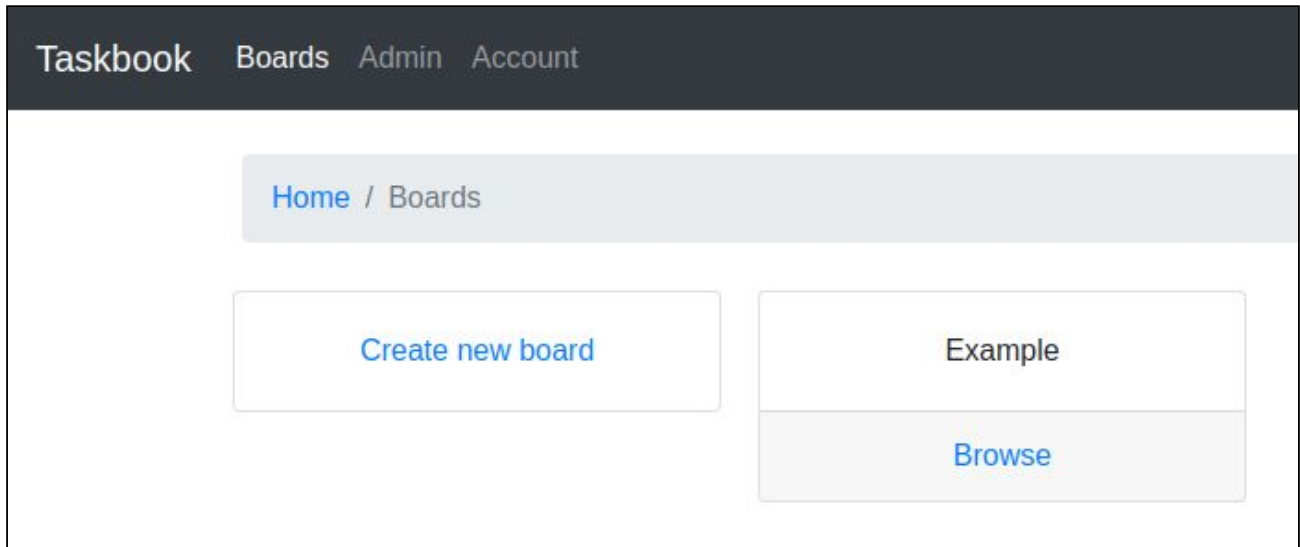 Taskbook Boards Admin Account
Home / Boards
Create new board
Example
Browse